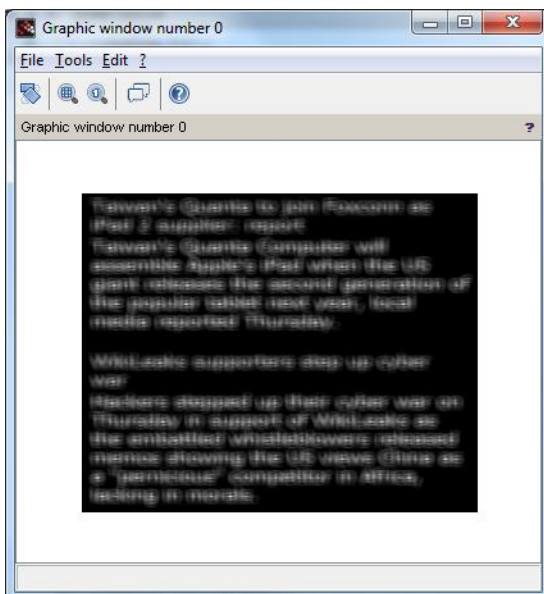 Graphic window number 0
File Tools Edit ?
Graphic window number 0 ?
Taiwan's Quanta to join Foxconn as
iPad 2 supplier: report
Taiwan's Quanta Computer will
assemble Apple's iPad when the US
giant releases the second generation of
the popular tablet next year, local
media reported Thursday.
WikiLeaks supporters step up cyber
war
Hackers stepped up their cyber war on
Thursday in support of WikiLeaks as
the embattled whistleblowers released
memos showing the US views China as
a "pernicious" competitor in Africa,
lacking in morals.